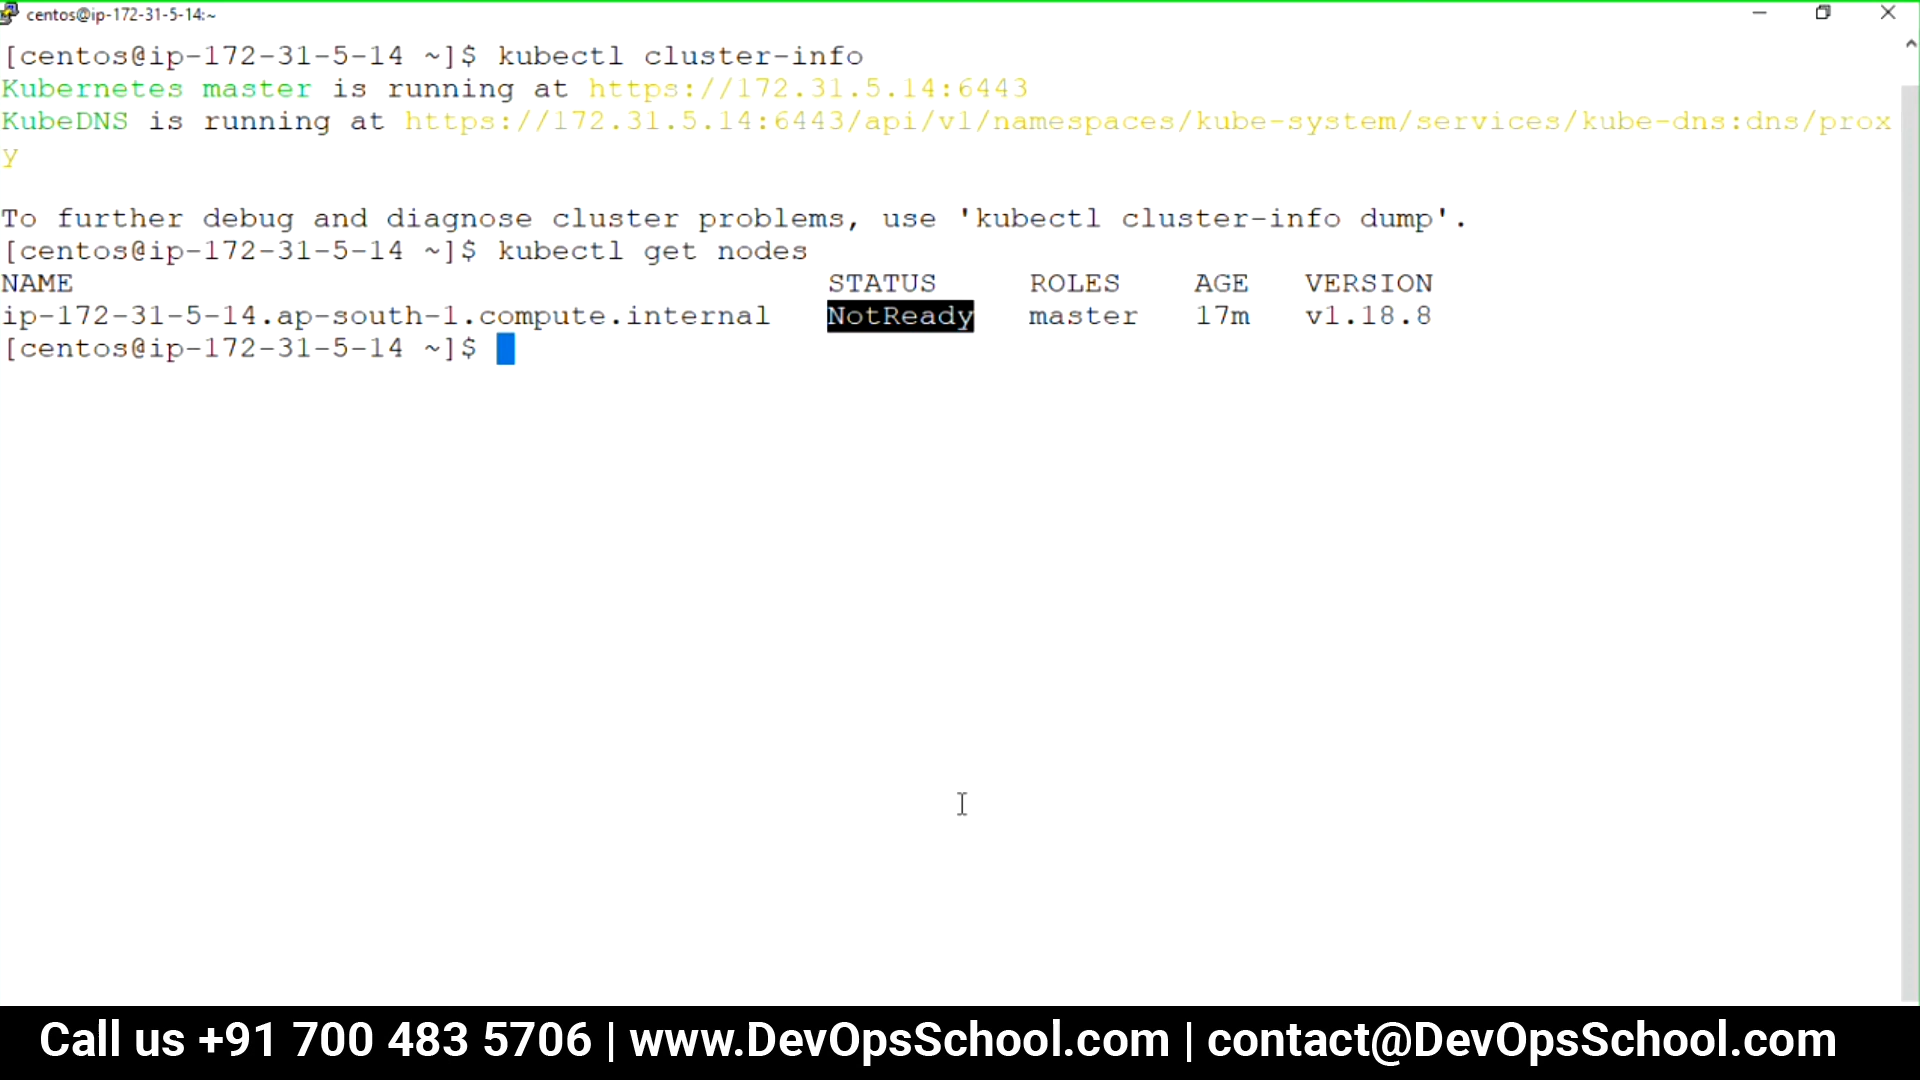 centos@ip-172-31-5-14:~
[centos@ip-172-31-5-14 ~]$ kubectl cluster-info
Kubernetes master is running at https://172.31.5.14:6443
KubeDNS is running at https://172.31.5.14:6443/api/v1/namespaces/kube-system/services/kube-dns:dns/prox
y
To further debug and diagnose cluster problems, use 'kubectl cluster-info dump'.
[centos@ip-172-31-5-14 ~]$ kubectl get nodes
NAME STATUS ROLES AGE VERSION
ip-172-31-5-14.ap-south-1.compute.internal NotReady master 17m v1.18.8
[centos@ip-172-31-5-14 ~]$
Call us +91 700 483 5706 | www.DevOpsSchool.com | contact@DevOpsSchool.com